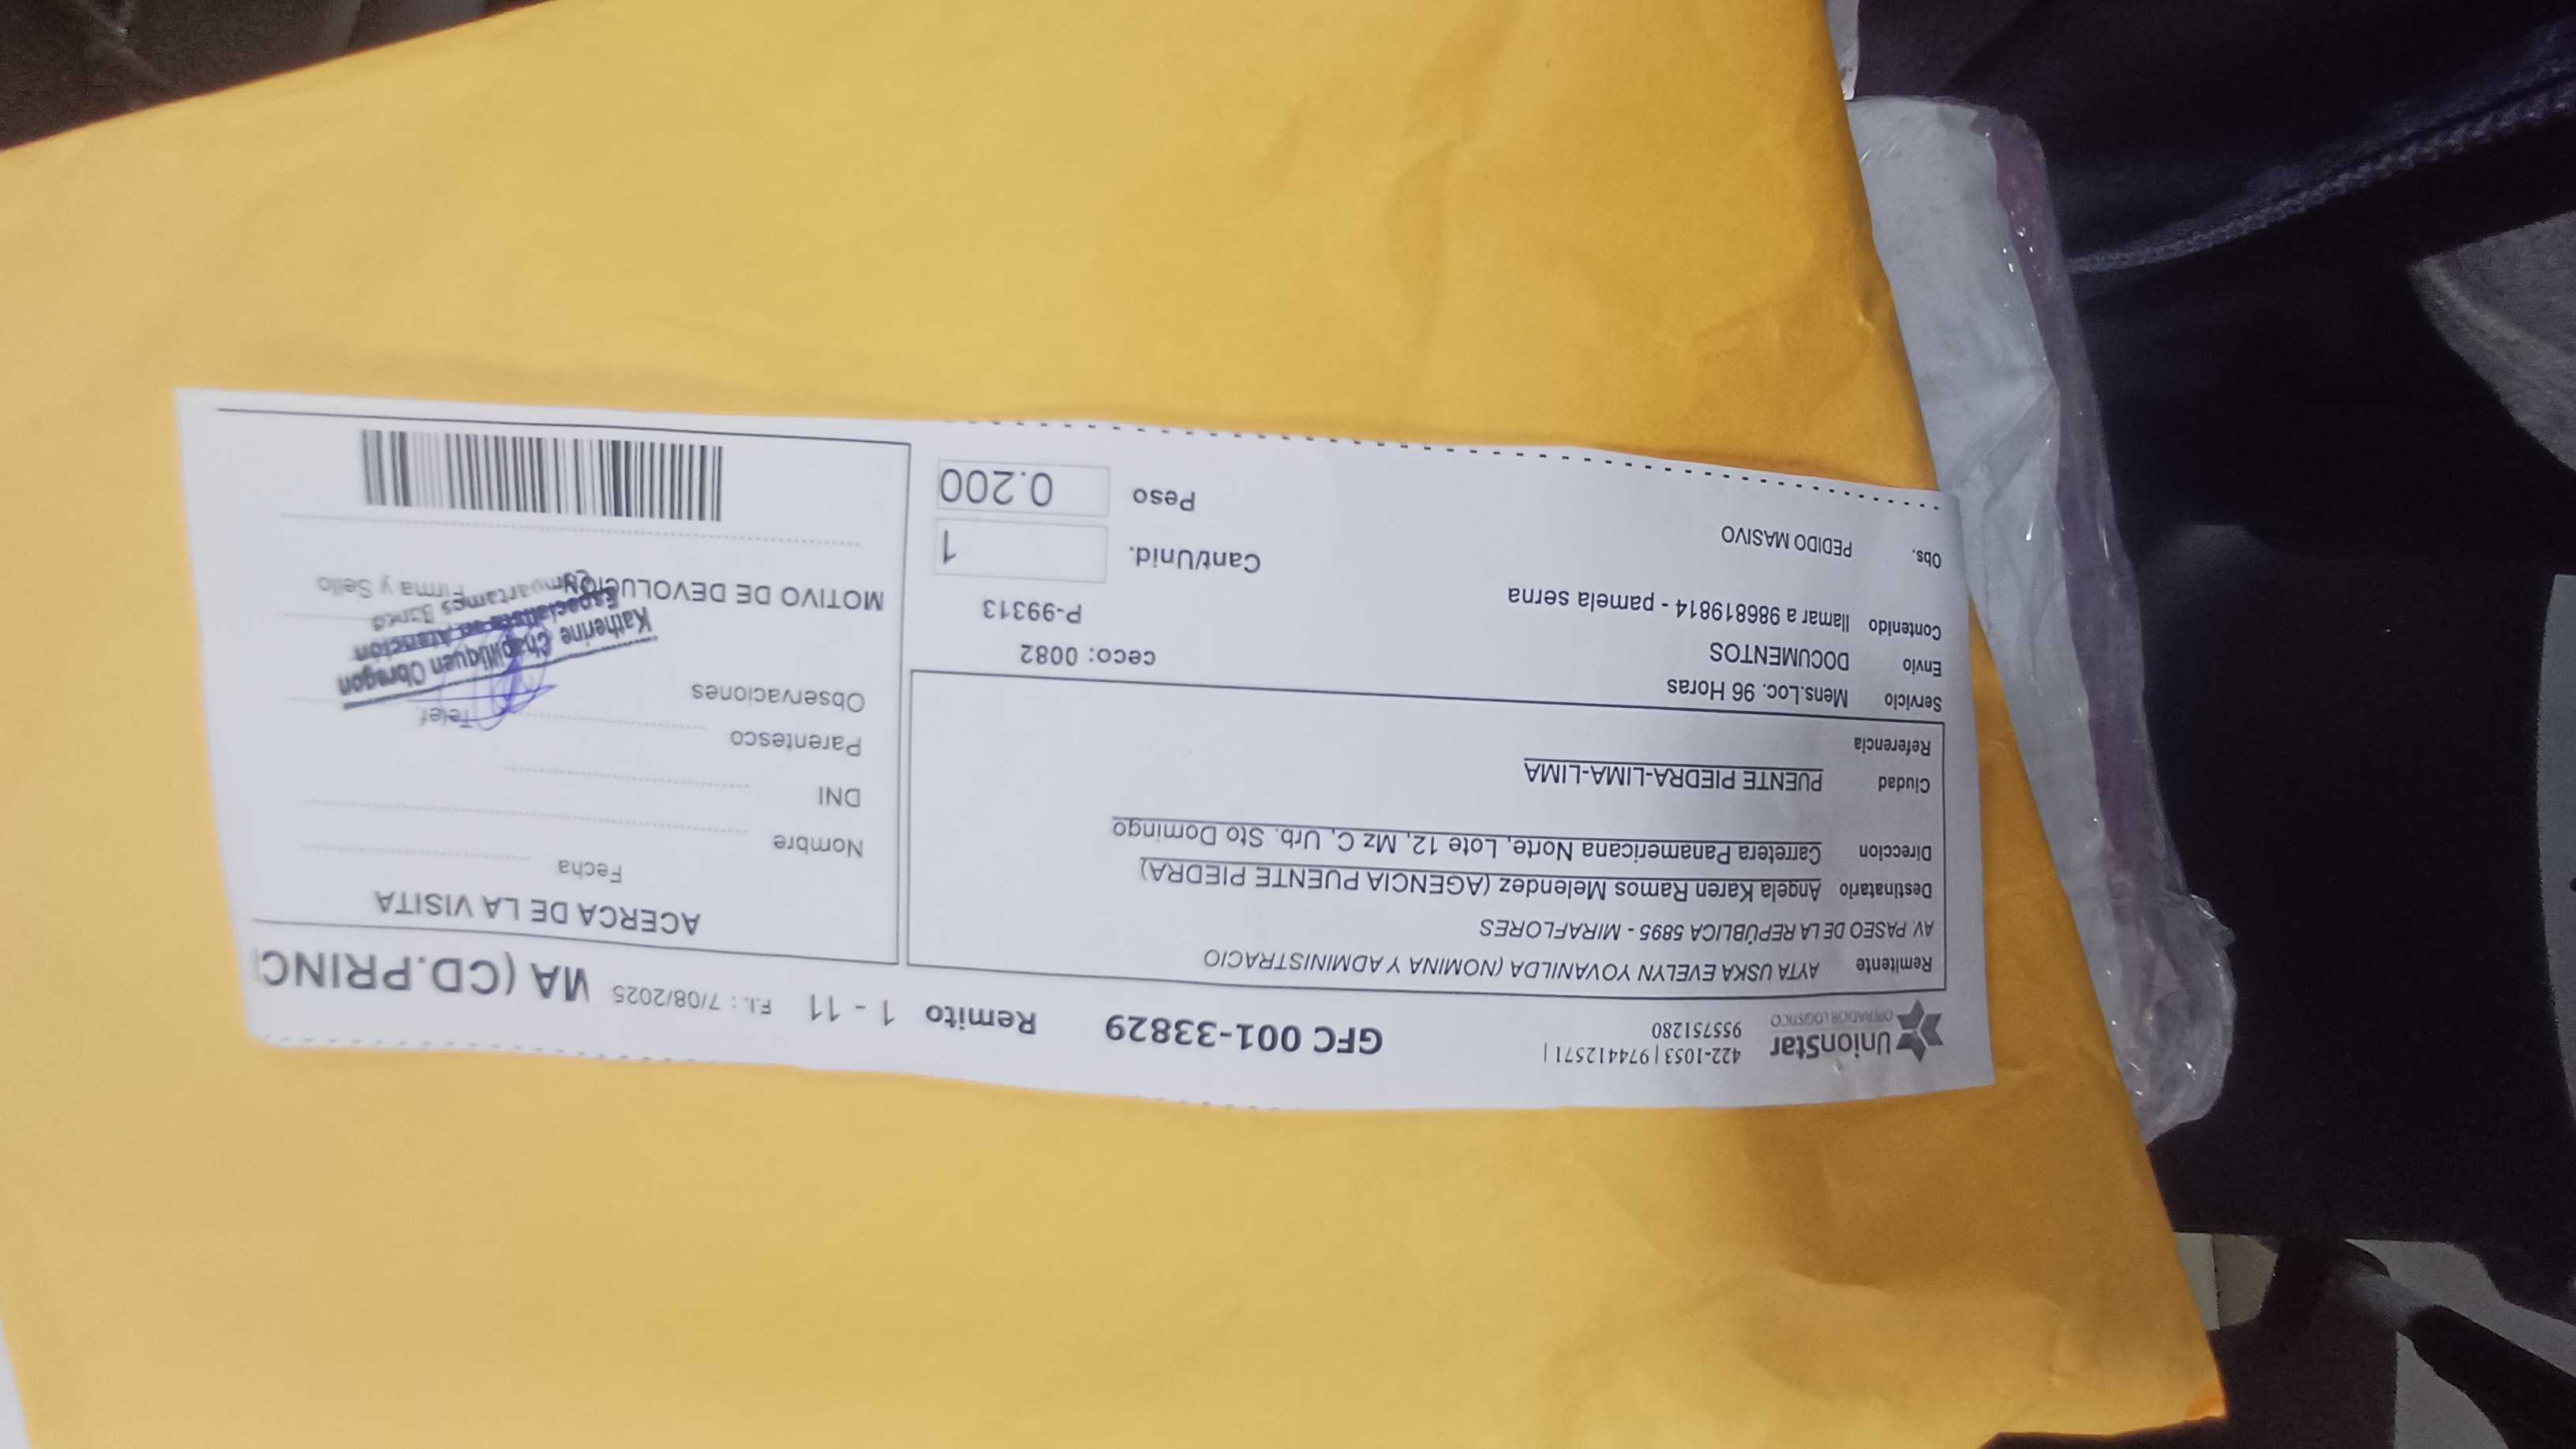 UnionStar
OPERADOR LOGISTICO
422-1053 | 974412571 |
955751280
GFC 001-33829
Remito 1 - 11 F.I. : 7/08/2025 MA (CD.PRINC
Remitente AYTA USKA EVELYN YOVANILDA (NOMINA Y ADMINISTRACIO
AV. PASEO DE LA REPÚBLICA 5895 - MIRAFLORES
Destinatario Angela Karen Ramos Melendez (AGENCIA PUENTE PIEDRA)
Direccion Carretera Panamericana Norte, Lote 12, Mz C, Urb. Sto Domingo
Ciudad PUENTE PIEDRA-LIMA-LIMA
Referencia
Servicio Mens.Loc. 96 Horas
Envio DOCUMENTOS
Contenido llamar a 986819814 - pamela serna
Obs. PEDIDO MASIVO
ceco: 0082
P-99313
Cant/Unid. 1
Peso 0.200
ACERCA DE LA VISITA
Fecha
Nombre
DNI
Parentesco
Telef
Observaciones
Katherine Obregon
Especialista en Atención
Banco
MOTIVO DE DEVOLUCION Firma y Sello